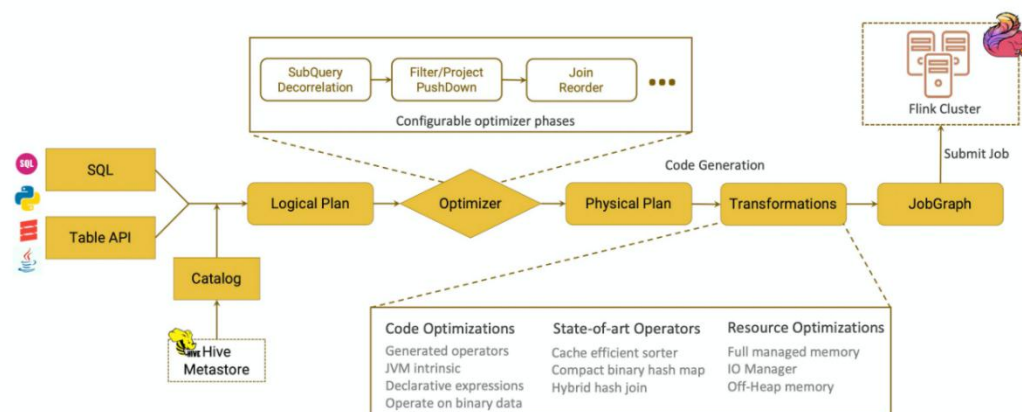 SubQuery
Decorrelation
Filter/Project
PushDown
Join
Reorder
Configurable optimizer phases
Flink Cluster
Submit Job
Code Generation
SQL
SQL
Table API
Logical Plan
Optimizer
Physical Plan
Transformations
JobGraph
Catalog
HIVE
Hive
Metastore
Code Optimizations
Generated operators
JVM intrinsic
Declarative expressions
Operate on binary data
State-of-art Operators
Cache efficient sorter
Compact binary hash map
Hybrid hash join
Resource Optimizations
Full managed memory
IO Manager
Off-Heap memory